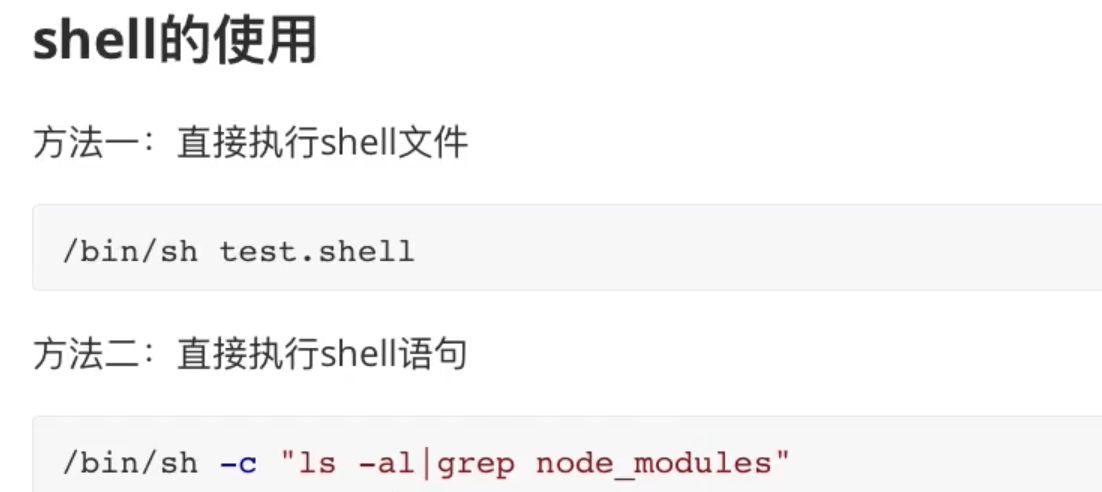 shell的使用
方法一：直接执行shell文件
/bin/sh test.shell
方法二：直接执行shell语句
/bin/sh -c "ls -al|grep node_modules"